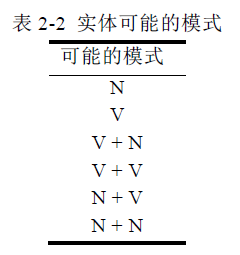 表 2-2 实体可能的模式
可能的模式
N
V
V + N
V + V
N + V
N + N